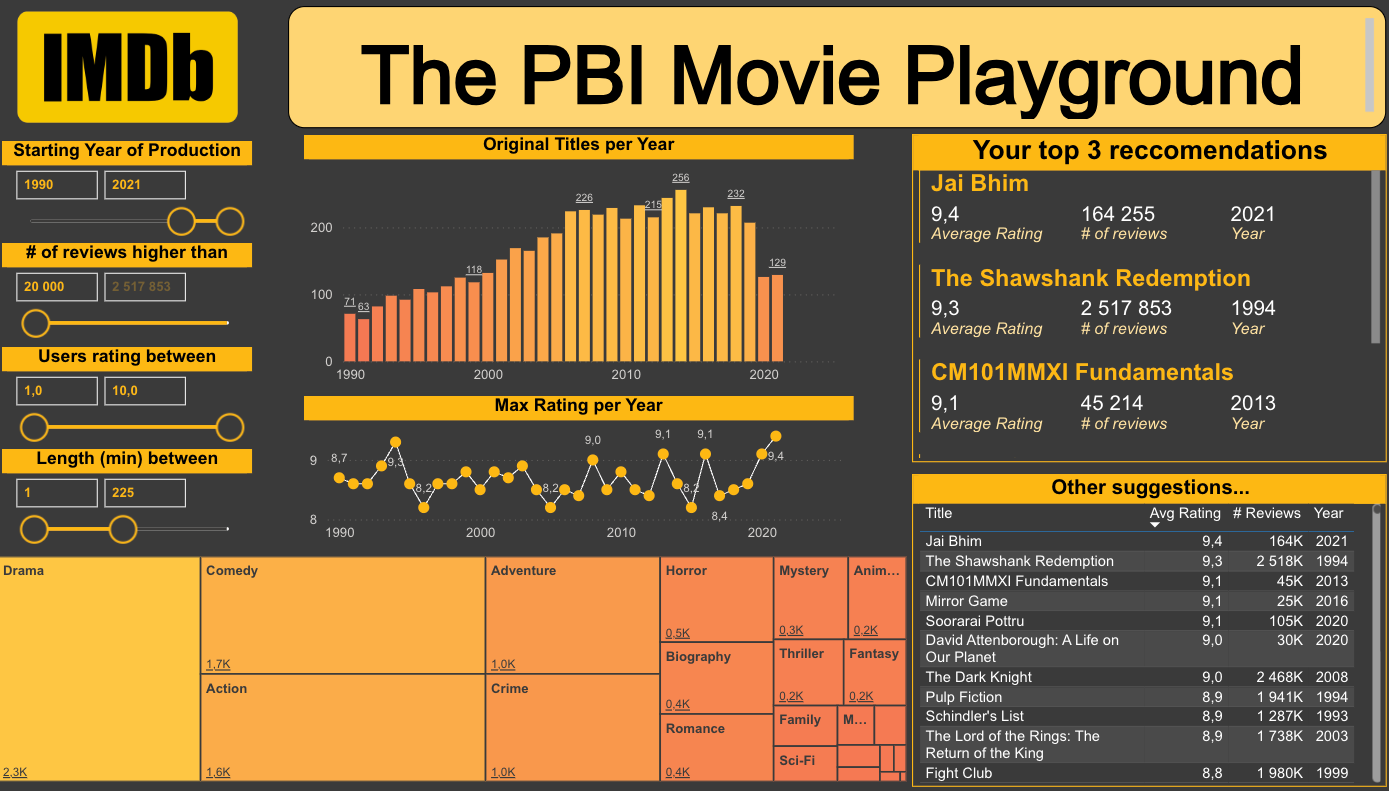 IMDb
The PBI Movie Playground
Starting Year of Production
1990 2021
# of reviews higher than
20 000 2 517 853
Users rating between
1,0 10,0
Length (min) between
1 225
Original Titles per Year
200
100
0
71 63 118 226 215 256 232 129
1990 2000 2010 2020
Max Rating per Year
9
8
8,7 9,3 8,2 8,2 9,0 9,1 8,2 9,1 8,4 9,4
1990 2000 2010 2020
Your top 3 reccomendations
Jai Bhim
9,4 164 255 2021
Average Rating # of reviews Year
The Shawshank Redemption
9,3 2 517 853 1994
Average Rating # of reviews Year
CM101MMXI Fundamentals
9,1 45 214 2013
Average Rating # of reviews Year
Other suggestions...
Title Avg Rating # Reviews Year
Jai Bhim 9,4 164K 2021
The Shawshank Redemption 9,3 2 518K 1994
CM101MMXI Fundamentals 9,1 45K 2013
Mirror Game 9,1 25K 2016
Soorarai Pottru 9,1 105K 2020
David Attenborough: A Life on 9,0 30K 2020
Our Planet
The Dark Knight 9,0 2 468K 2008
Pulp Fiction 8,9 1 941K 1994
Schindler's List 8,9 1 287K 1993
The Lord of the Rings: The 8,9 1 738K 2003
Return of the King
Fight Club 8,8 1 980K 1999
Drama
2,3K
Comedy
1,7K
Action
1,6K
Adventure
1,0K
Crime
1,0K
Horror
0,5K
Biography
0,4K
Romance
0,4K
Mystery
0,3K
Anim...
0,2K
Thriller
0,2K
Fantasy
0,2K
Family
M...
Sci-Fi